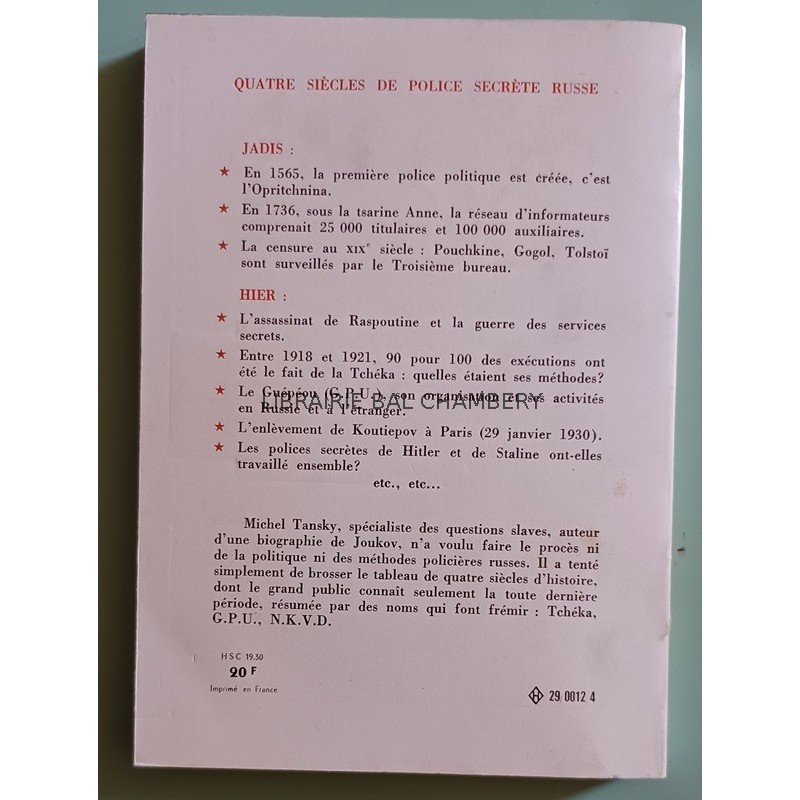 QUATRE SIÈCLES DE POLICE SECRÈTE RUSSE
JADIS :
★ En 1565, la première police politique est créée, c'est
l'Opritchnina.
★ En 1736, sous la tsarine Anne, la réseau d'informateurs
comprenait 25 000 titulaires et 100 000 auxiliaires.
★ La censure au XIXe siècle : Pouchkine, Gogol, Tolstoï
sont surveillés par le Troisième bureau.
HIER :
★ L'assassinat de Raspoutine et la guerre des services
secrets.
★ Entre 1918 et 1921, 90 pour 100 des exécutions ont
été le fait de la Tchéka : quelles étaient ses méthodes?
★ Le Guépéou (G.P.U.), son organisation et ses activités
LIBRAIRIE BAL CHAMBERY
en Russie et à l'étranger.
★ L'enlèvement de Koutiepov à Paris (29 janvier 1930).
★ Les polices secrètes de Hitler et de Staline ont-elles
travaillé ensemble?
etc., etc...
Michel Tansky, spécialiste des questions slaves, auteur
d'une biographie de Joukov, n'a voulu faire le procès ni
de la politique ni des méthodes policières russes. Il a tenté
simplement de brosser le tableau de quatre siècles d'histoire,
dont le grand public connaît seulement la toute dernière
période, résumée par des noms qui font frémir : Tchéka,
G.P.U., N.K.V.D.
HSC 19.30
20 F
Imprimé en France
H 29/0012/4